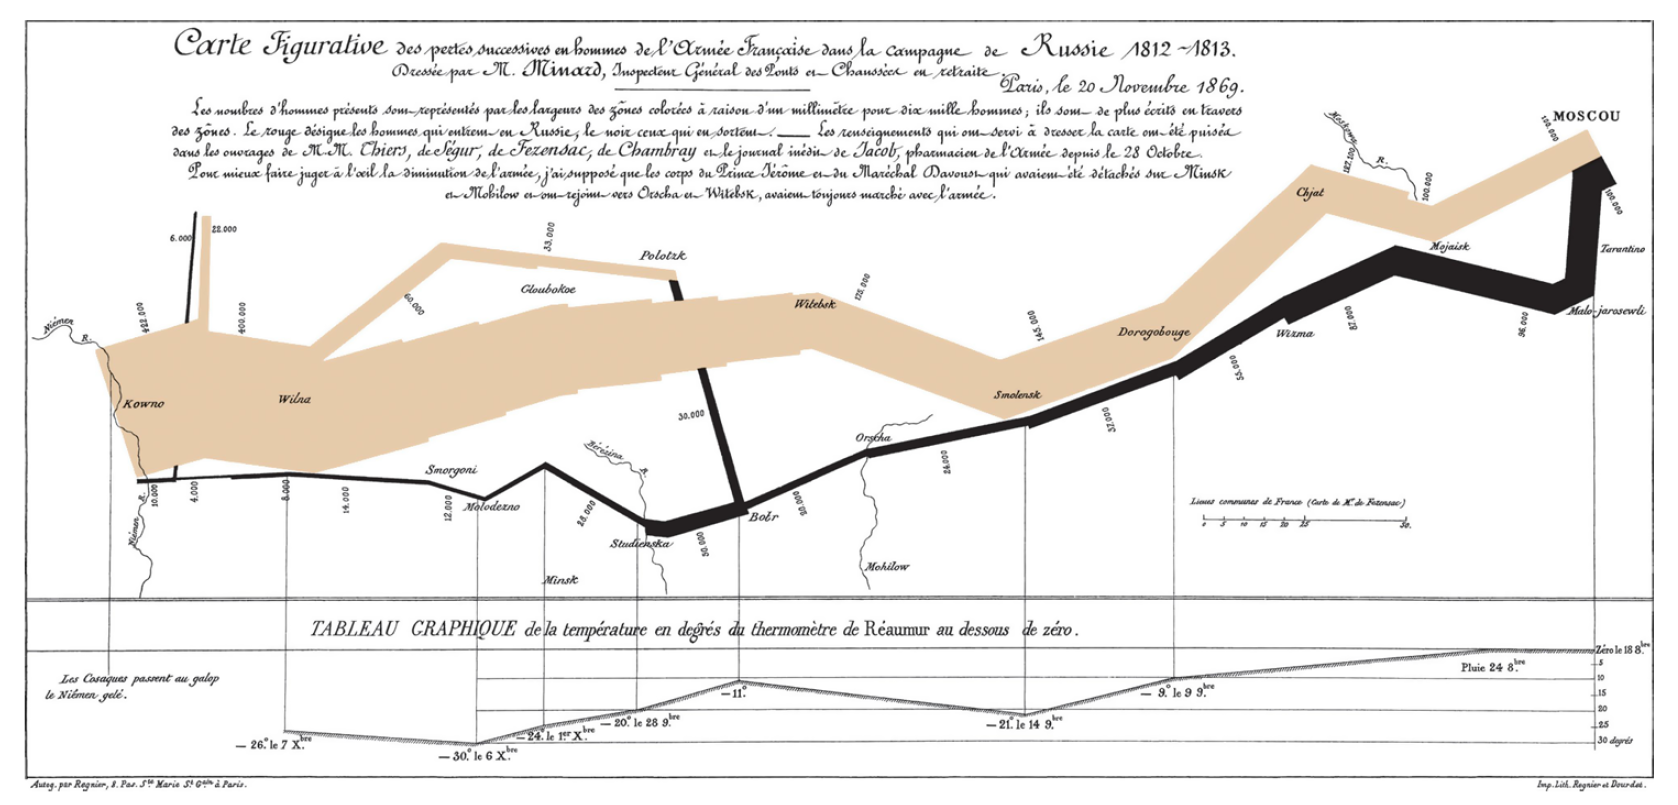 Carte Figurative des pertes successives en hommes de l'Armée Française dans la campagne de Russie 1812-1813.
Dressée par M. Minard, Inspecteur Général des Ponts et Chaussées en retraite.
Paris, le 20 Novembre 1869.
Les nombres d'hommes présents sont représentés par les largeurs des zônes colorées à raison d'un millimètre pour dix mille hommes; ils sont de plus écrits en travers
des zônes. Le rouge désigne les hommes qui entrent en Russie, le noir ceux qui en sortent. — Les renseignements qui ont servi à dresser la carte ont été puisés
dans les ouvrages de M.M. Thiers, de Ségur, de Fezensac, de Chambray et le journal inédit de Jacob, pharmacien de l'Armée depuis le 28 Octobre.
Pour mieux faire juger à l'œil la diminution de l'armée, j'ai supposé que les corps du Prince Jérôme et du Maréchal Davoust qui avaient été détachés sur Minsk
et Mohilow et ont rejoint vers Orscha et Witebsk, avaient toujours marché avec l'armée.
MOSCOU
100.000
Moskowa
R.
127.100
100.000
Chjat
100.000
Mojaisk
Tarantino
Malo-jarosewli
6.000
22.000
33.000
Polotzk
Gloubokoe
60.000
Witebsk
175.000
145.000
Dorogobouge
Wizma
87.000
96.000
55.000
Niémen
R.
422.000
400.000
Kowno
Wilna
Smolensk
37.000
30.000
Orscha
24.000
Bérézina
R.
Smorgoni
Molodezno
10.000
4.000
8.000
14.000
12.000
28.000
Studienska
50.000
20.000
Bobr
Niémen R.
Minsk
Mohilow
Lieues communes de France (Carte de Mr. de Fezensac)
0 5 10 15 20 25 50.
TABLEAU GRAPHIQUE de la température en degrés du thermomètre de Réaumur au dessous de zéro.
Les Cosaques passent au galop
le Niémen gelé.
Zéro le 18 8.bre
Pluie 24 8.bre
5
10
15
20
25
30 degrés
— 9.° le 9 9.bre
— 21.° le 14 9.bre
— 11.°
— 20.° le 28 9.bre
— 24.° le 1.er X.bre
— 30.° le 6 X.bre
— 26.° le 7 X.bre
Autog. par Regnier, 8. Pas. Ste Marie St Gain à Paris.
Imp. Lith. Regnier et Dourdet.